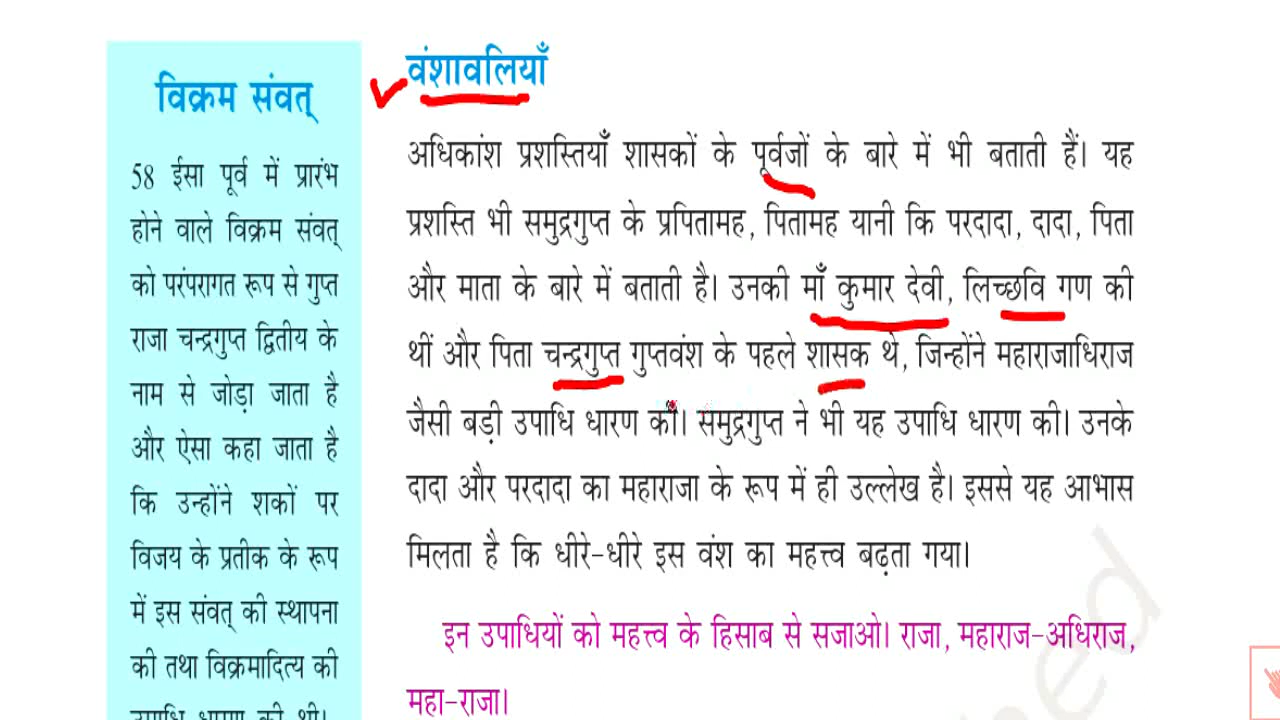 विक्रम संवत्
58 ईसा पूर्व में प्रारंभ
होने वाले विक्रम संवत्
को परंपरागत रूप से गुप्त
राजा चन्द्रगुप्त द्वितीय के
नाम से जोड़ा जाता है
और ऐसा कहा जाता है
कि उन्होंने शकों पर
विजय के प्रतीक के रूप
में इस संवत् की स्थापना
की तथा विक्रमादित्य की
उपाधि धारण की थी।
वंशावलियाँ
अधिकांश प्रशस्तियाँ शासकों के पूर्वजों के बारे में भी बताती हैं। यह
प्रशस्ति भी समुद्रगुप्त के प्रपितामह, पितामह यानी कि परदादा, दादा, पिता
और माता के बारे में बताती है। उनकी माँ कुमार देवी, लिच्छवि गण की
थीं और पिता चन्द्रगुप्त गुप्तवंश के पहले शासक थे, जिन्होंने महाराजाधिराज
जैसी बड़ी उपाधि धारण की। समुद्रगुप्त ने भी यह उपाधि धारण की। उनके
दादा और परदादा का महाराजा के रूप में ही उल्लेख है। इससे यह आभास
मिलता है कि धीरे-धीरे इस वंश का महत्त्व बढ़ता गया।
इन उपाधियों को महत्त्व के हिसाब से सजाओ। राजा, महाराज-अधिराज,
महा-राजा।